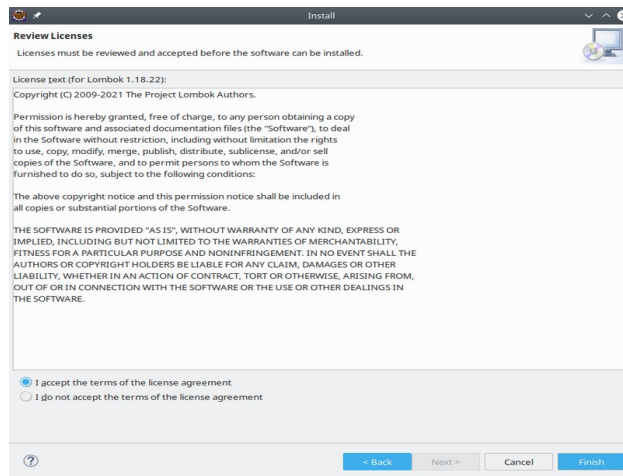 Install
Review Licenses
Licenses must be reviewed and accepted before the software can be installed.
License text (for Lombok 1.18.22):
Copyright (C) 2009-2021 The Project Lombok Authors.
Permission is hereby granted, free of charge, to any person obtaining a copy
of this software and associated documentation files (the "Software"), to deal
in the Software without restriction, including without limitation the rights
to use, copy, modify, merge, publish, distribute, sublicense, and/or sell
copies of the Software, and to permit persons to whom the Software is
furnished to do so, subject to the following conditions:
The above copyright notice and this permission notice shall be included in
all copies or substantial portions of the Software.
THE SOFTWARE IS PROVIDED "AS IS", WITHOUT WARRANTY OF ANY KIND, EXPRESS OR
IMPLIED, INCLUDING BUT NOT LIMITED TO THE WARRANTIES OF MERCHANTABILITY,
FITNESS FOR A PARTICULAR PURPOSE AND NONINFRINGEMENT. IN NO EVENT SHALL THE
AUTHORS OR COPYRIGHT HOLDERS BE LIABLE FOR ANY CLAIM, DAMAGES OR OTHER
LIABILITY, WHETHER IN AN ACTION OF CONTRACT, TORT OR OTHERWISE, ARISING FROM,
OUT OF OR IN CONNECTION WITH THE SOFTWARE OR THE USE OR OTHER DEALINGS IN
THE SOFTWARE.
I accept the terms of the license agreement
I do not accept the terms of the license agreement
? < Back Next > Cancel Finish